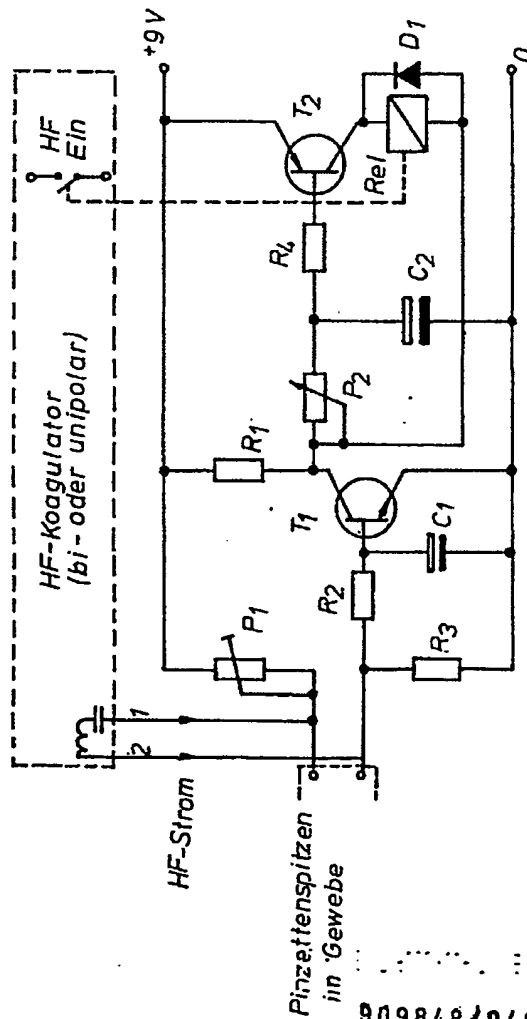 HF-Koagulator
(bi- oder unipolar)
HF
Ein
+9V
HF-Strom
2
1
P1
R1
T1
P2
R4
T2
Rel
D1
Pinzettenspitzen
im Gewebe
R2
R3
C1
C2
0